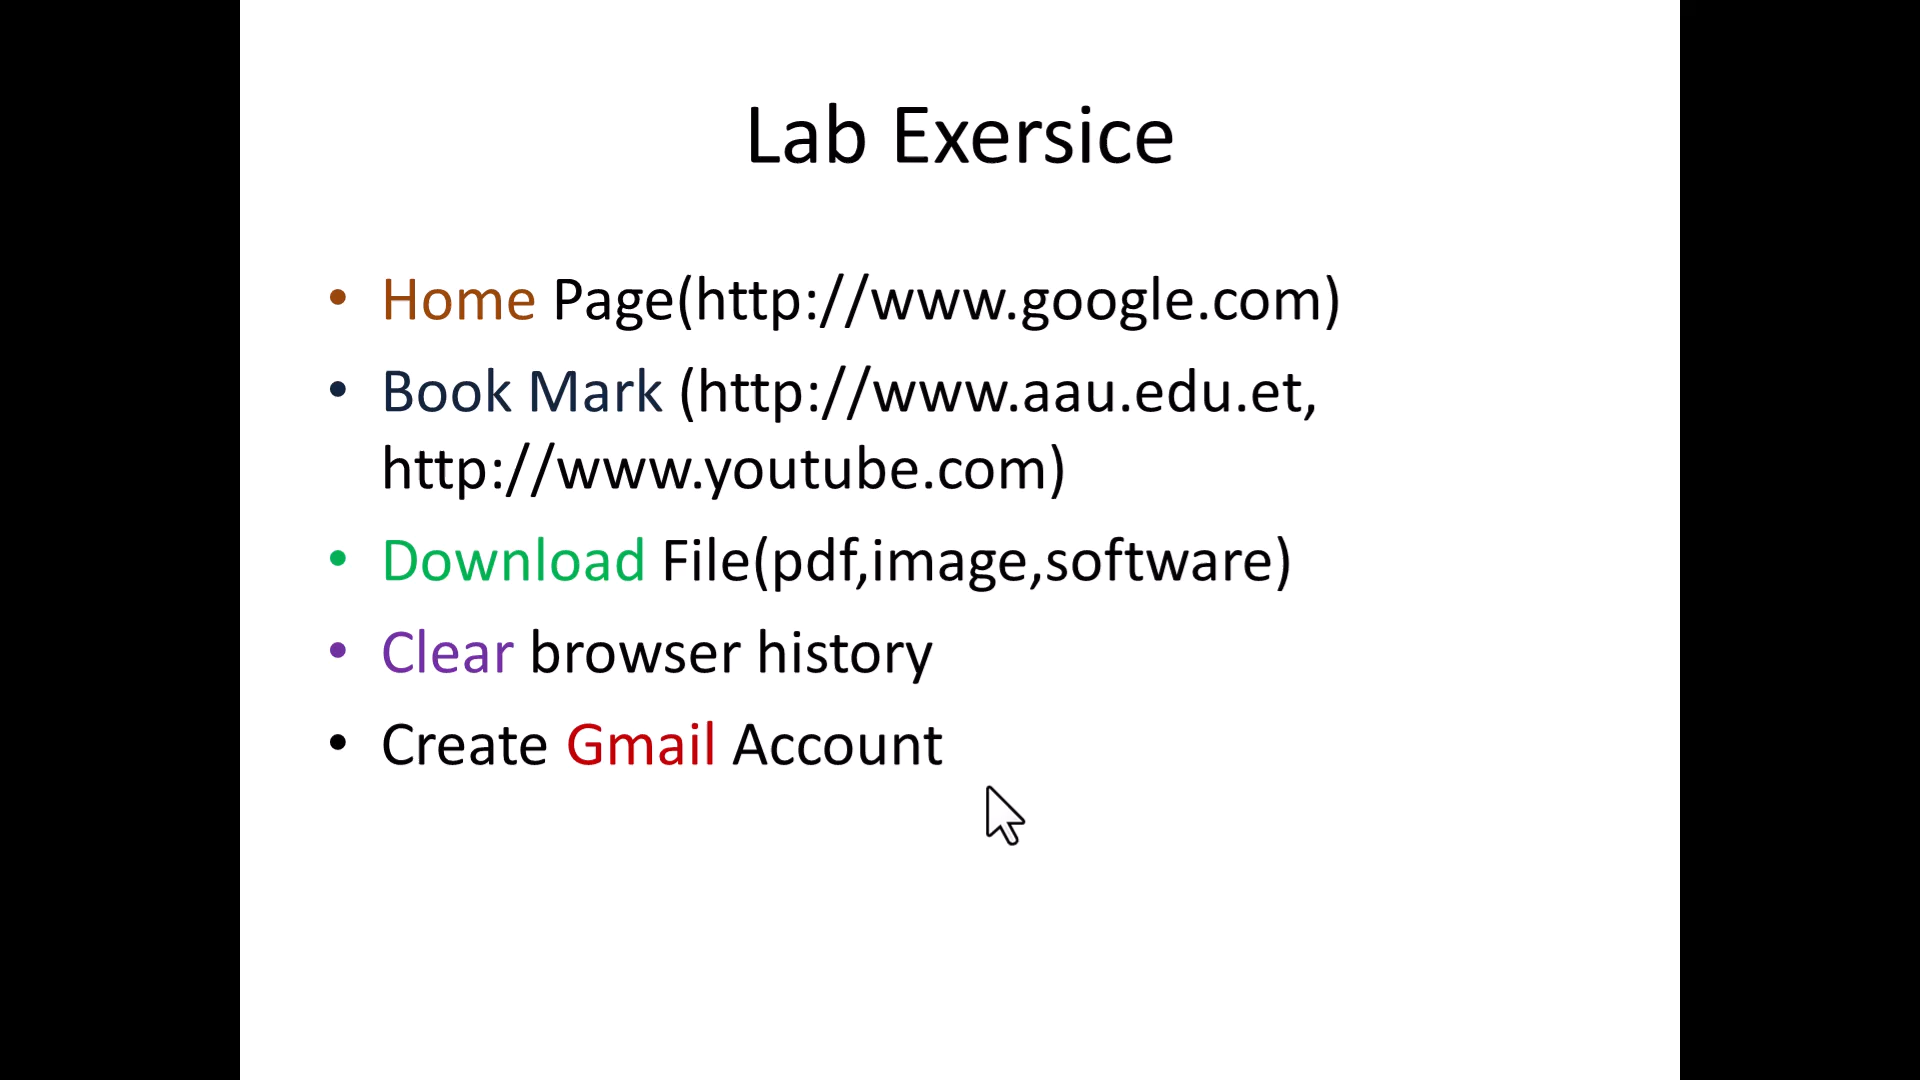 Lab Exersice
• Home Page(http://www.google.com)
• Book Mark (http://www.aau.edu.et,
http://www.youtube.com)
• Download File(pdf,image,software)
• Clear browser history
• Create Gmail Account